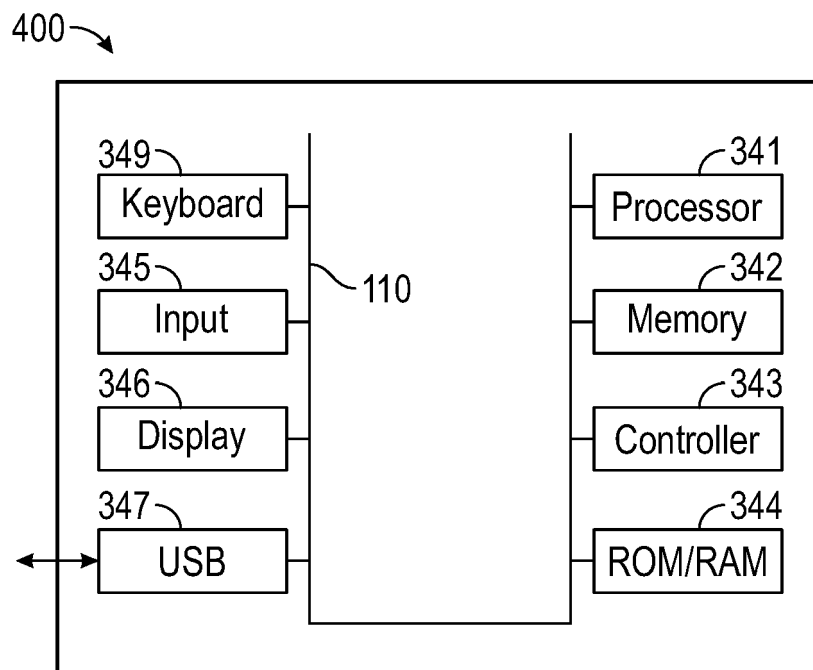 400
349
Keyboard
341
Processor
345
Input
110
342
Memory
346
Display
343
Controller
347
USB
344
ROM/RAM